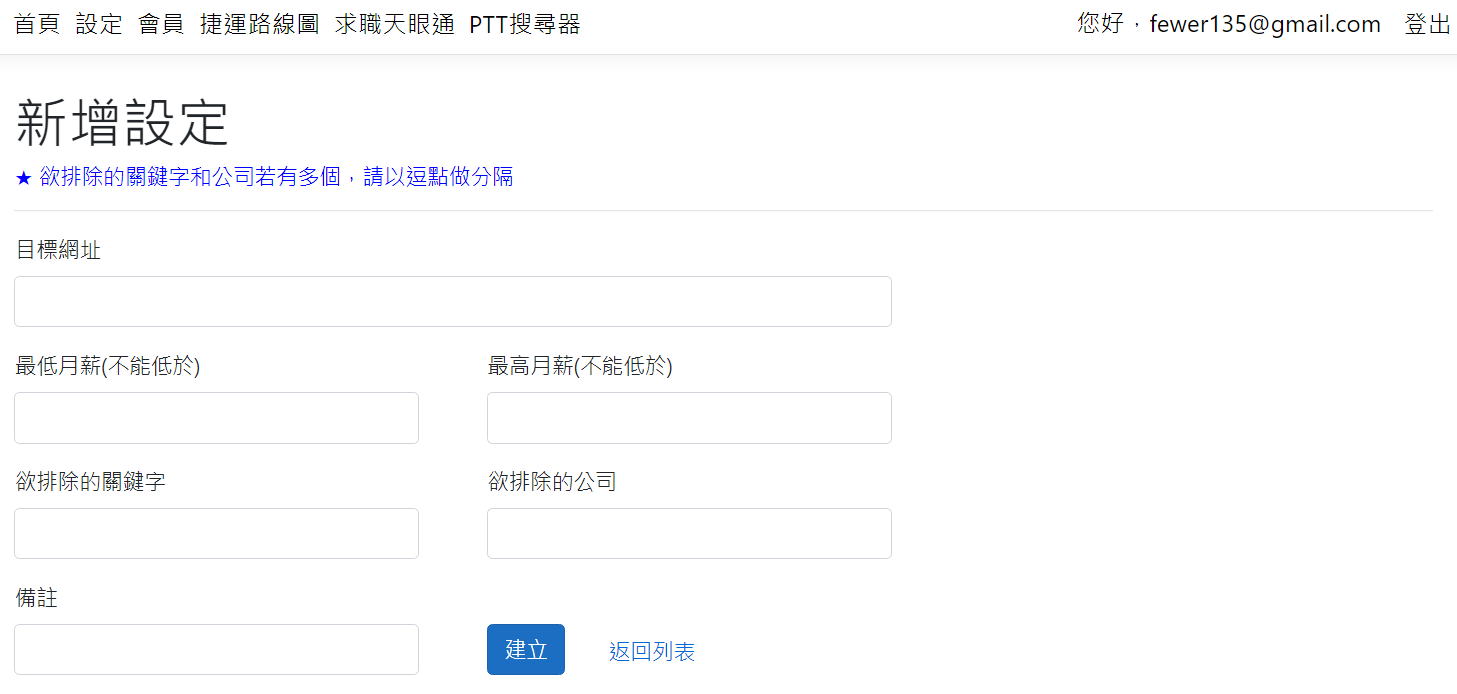 首頁 設定 會員 捷運路線圖 求職天眼通 PTT搜尋器 您好，fewer135@gmail.com 登出
新增設定
★ 欲排除的關鍵字和公司若有多個，請以逗點做分隔
目標網址
最低月薪(不能低於) 最高月薪(不能低於)
欲排除的關鍵字 欲排除的公司
備註
建立 返回列表